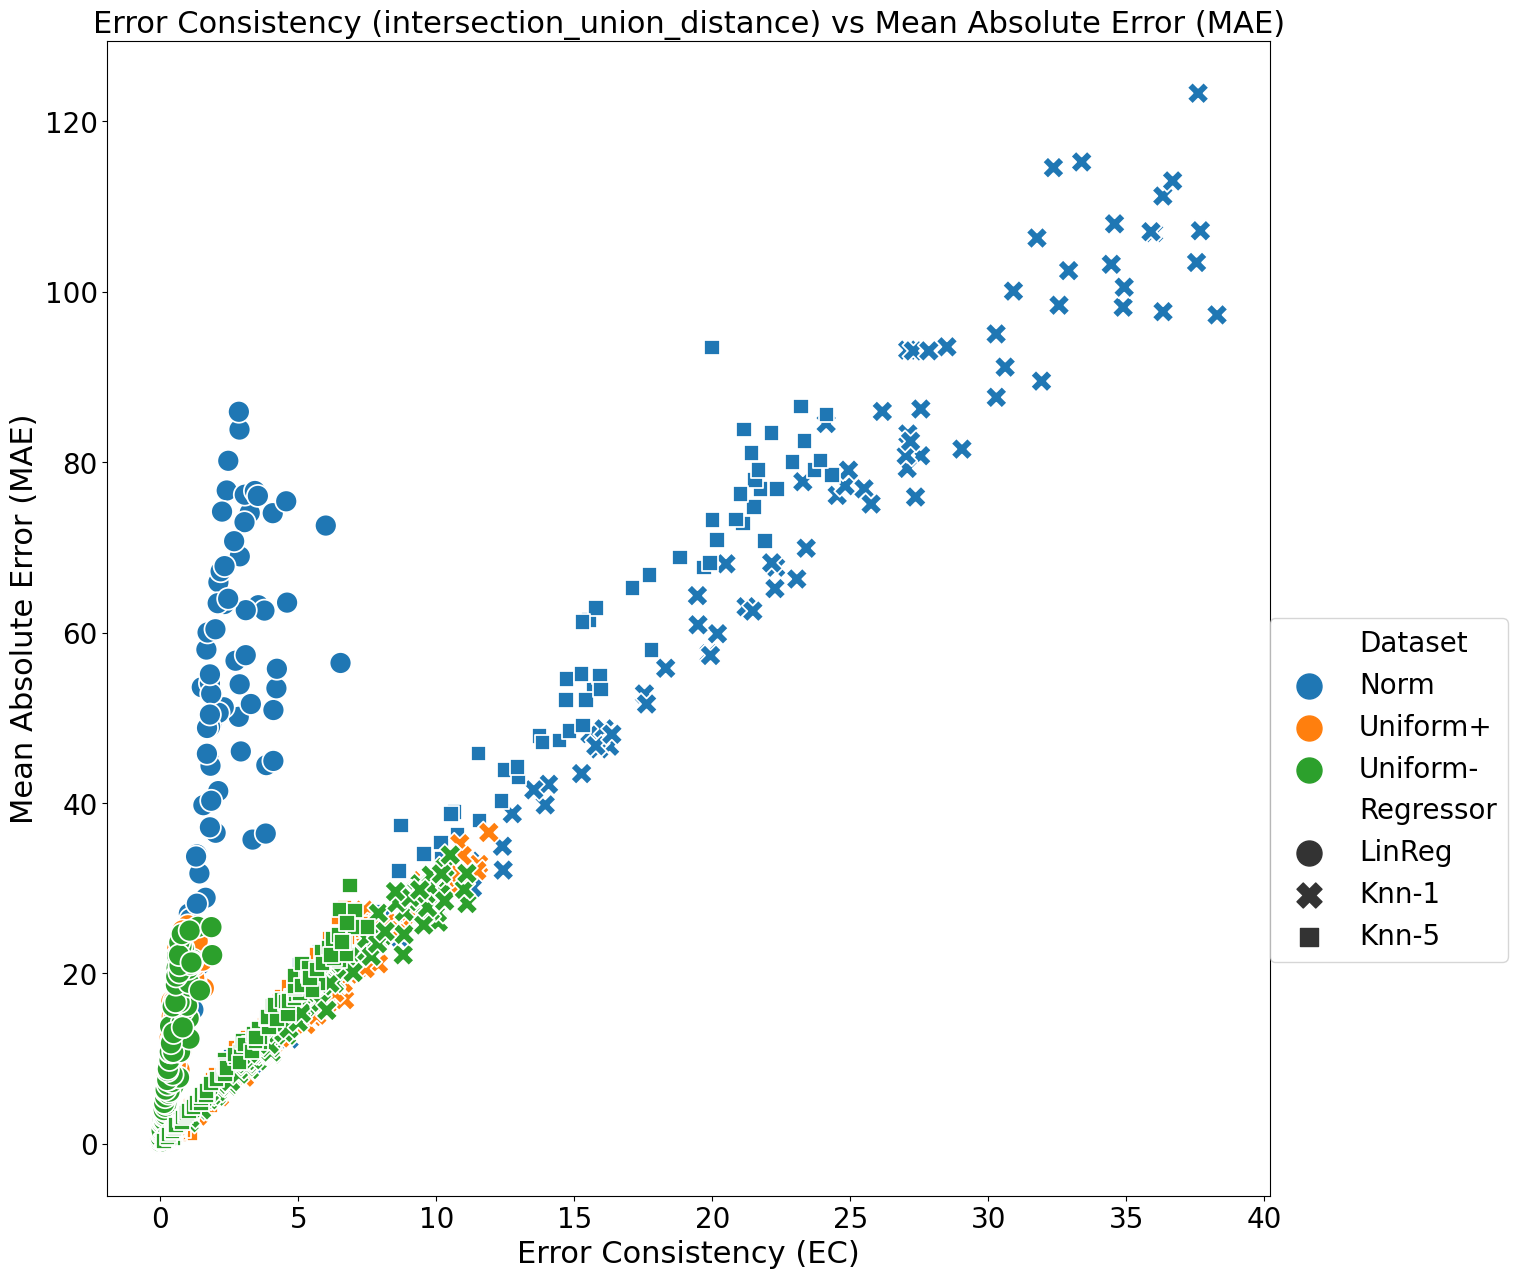 Error Consistency (intersection_union_distance) vs Mean Absolute Error (MAE)
120
100
80
60
40
20
0
Mean Absolute Error (MAE)
0 5 10 15 20 25 30 35 40
Error Consistency (EC)
Dataset
Norm
Uniform+
Uniform-
Regressor
LinReg
Knn-1
Knn-5